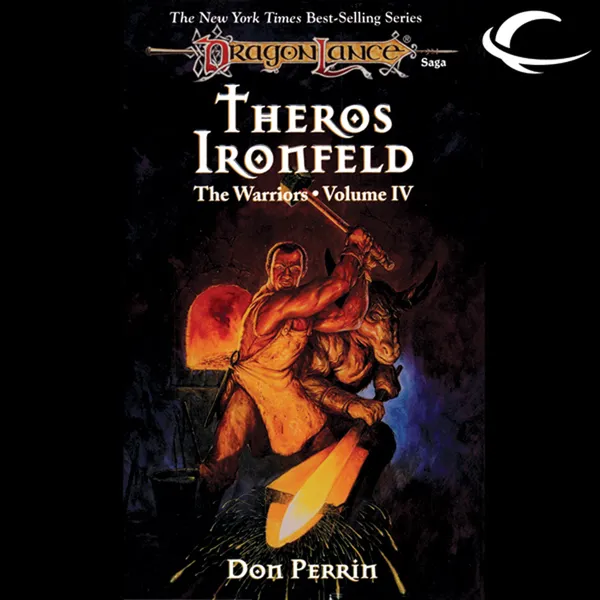 The New York Times Best-Selling Series
DRAGONLANCE®
Saga
THEROS
IRONFELD
The Warriors • Volume IV
DON PERRIN